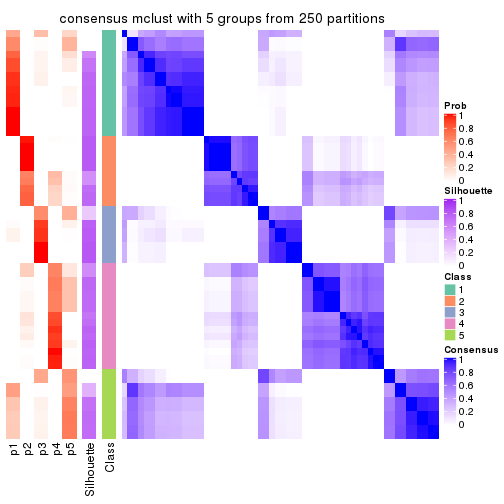 consensus mclust with 5 groups from 250 partitions
Prob
1
0.8
0.6
0.4
0.2
0
Silhouette
1
0.8
0.6
0.4
0.2
0
Class
1
2
3
4
5
Consensus
1
0.8
0.6
0.4
0.2
0
p1
p2
p3
p4
p5
Silhouette
Class